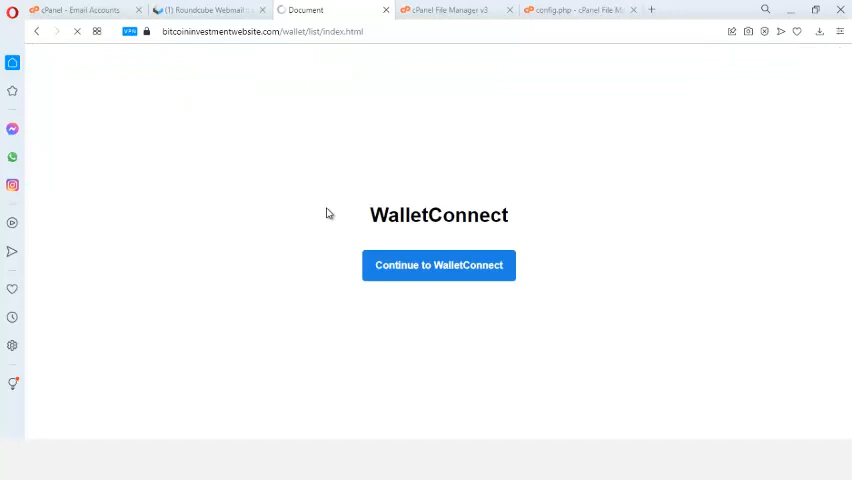 cPanel - Email Accounts
(1) Roundcube Webmail ::
Document
cPanel File Manager v3
config.php - cPanel File M
VPN
bitcoininvestmentwebsite.com/wallet/list/index.html
WalletConnect
Continue to WalletConnect